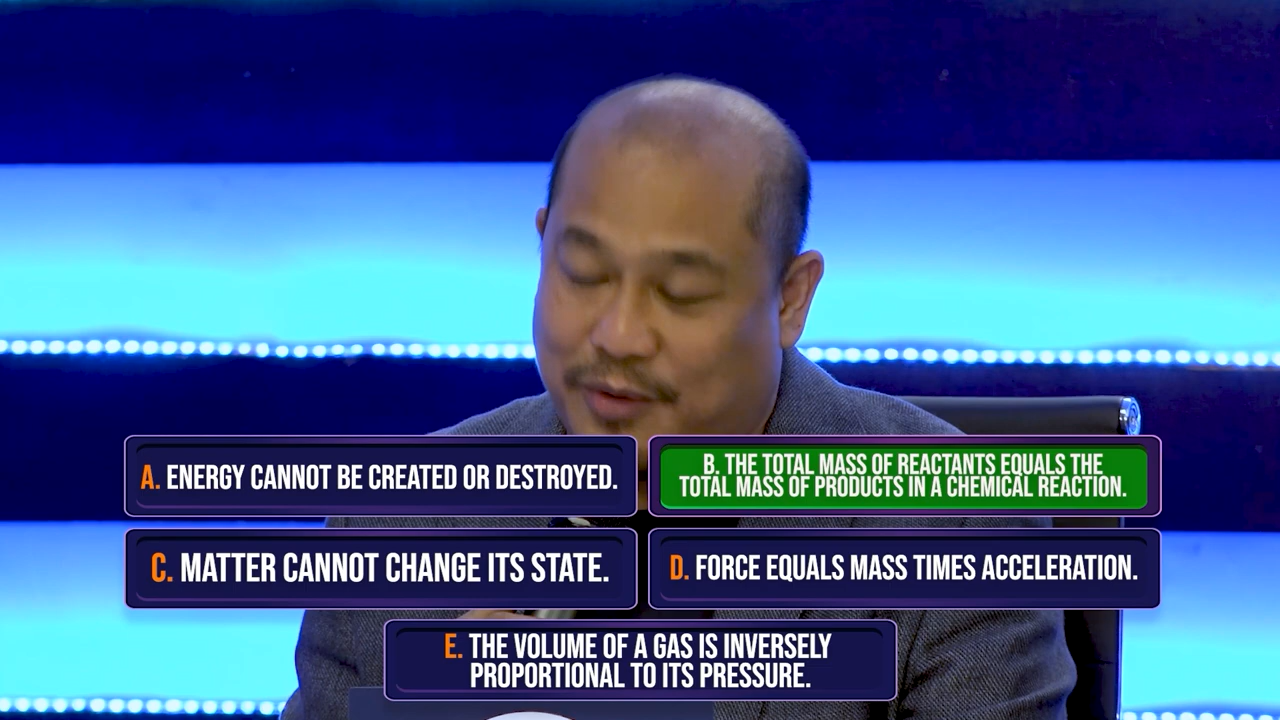 A. ENERGY CANNOT BE CREATED OR DESTROYED.
B. THE TOTAL MASS OF REACTANTS EQUALS THE
TOTAL MASS OF PRODUCTS IN A CHEMICAL REACTION.
C. MATTER CANNOT CHANGE ITS STATE.
D. FORCE EQUALS MASS TIMES ACCELERATION.
E. THE VOLUME OF A GAS IS INVERSELY
PROPORTIONAL TO ITS PRESSURE.